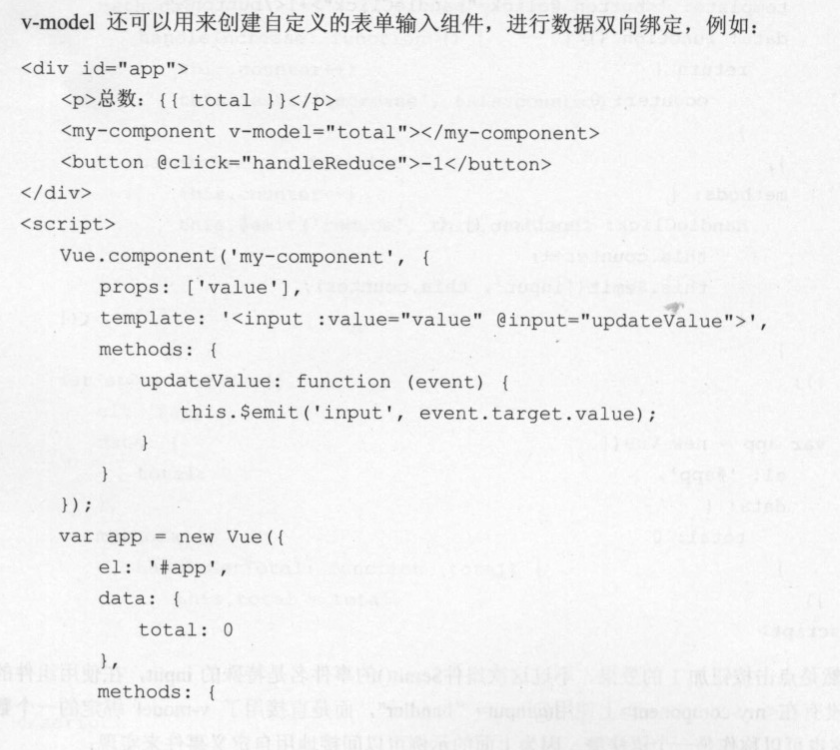 v-model 还可以用来创建自定义的表单输入组件，进行数据双向绑定，例如：
<div id="app">
<p>总数：{{ total }}</p>
<my-component v-model="total"></my-component>
<button @click="handleReduce">-1</button>
</div>
<script>
Vue.component('my-component', {
props: ['value'],
template: '<input :value="value" @input="updateValue">',
methods: {
updateValue: function (event) {
this.$emit('input', event.target.value);
}
}
});
var app = new Vue({
el: '#app',
data: {
total: 0
},
methods: {